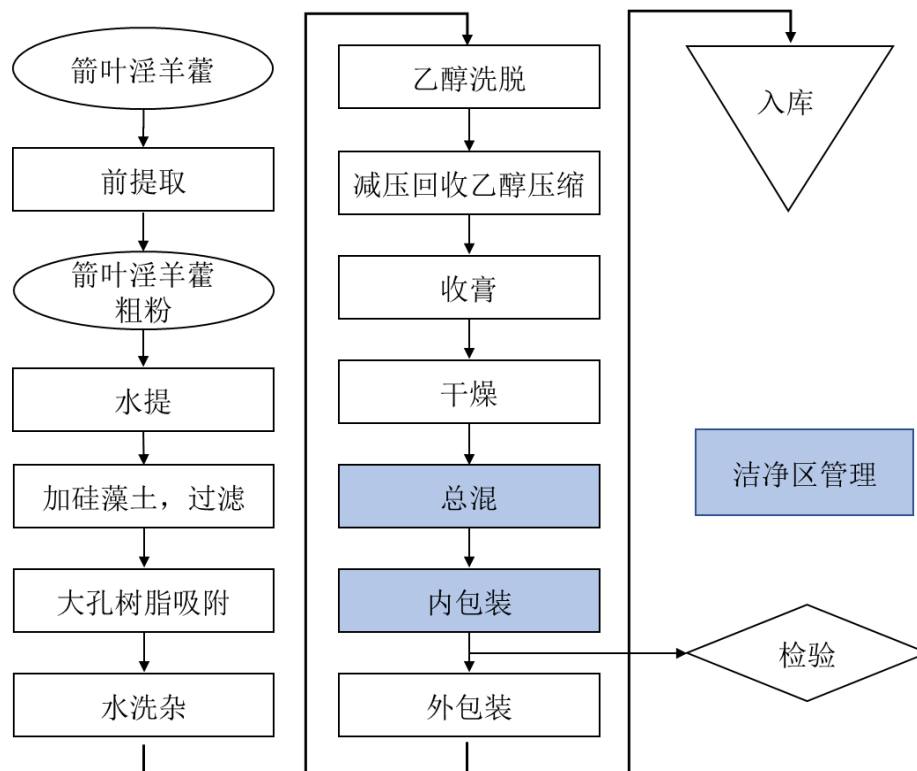 箭叶淫羊藿
前提取
箭叶淫羊藿
粗粉
水提
加硅藻土，过滤
大孔树脂吸附
水洗杂
乙醇洗脱
减压回收乙醇压缩
收膏
干燥
总混
内包装
外包装
入库
洁净区管理
检验